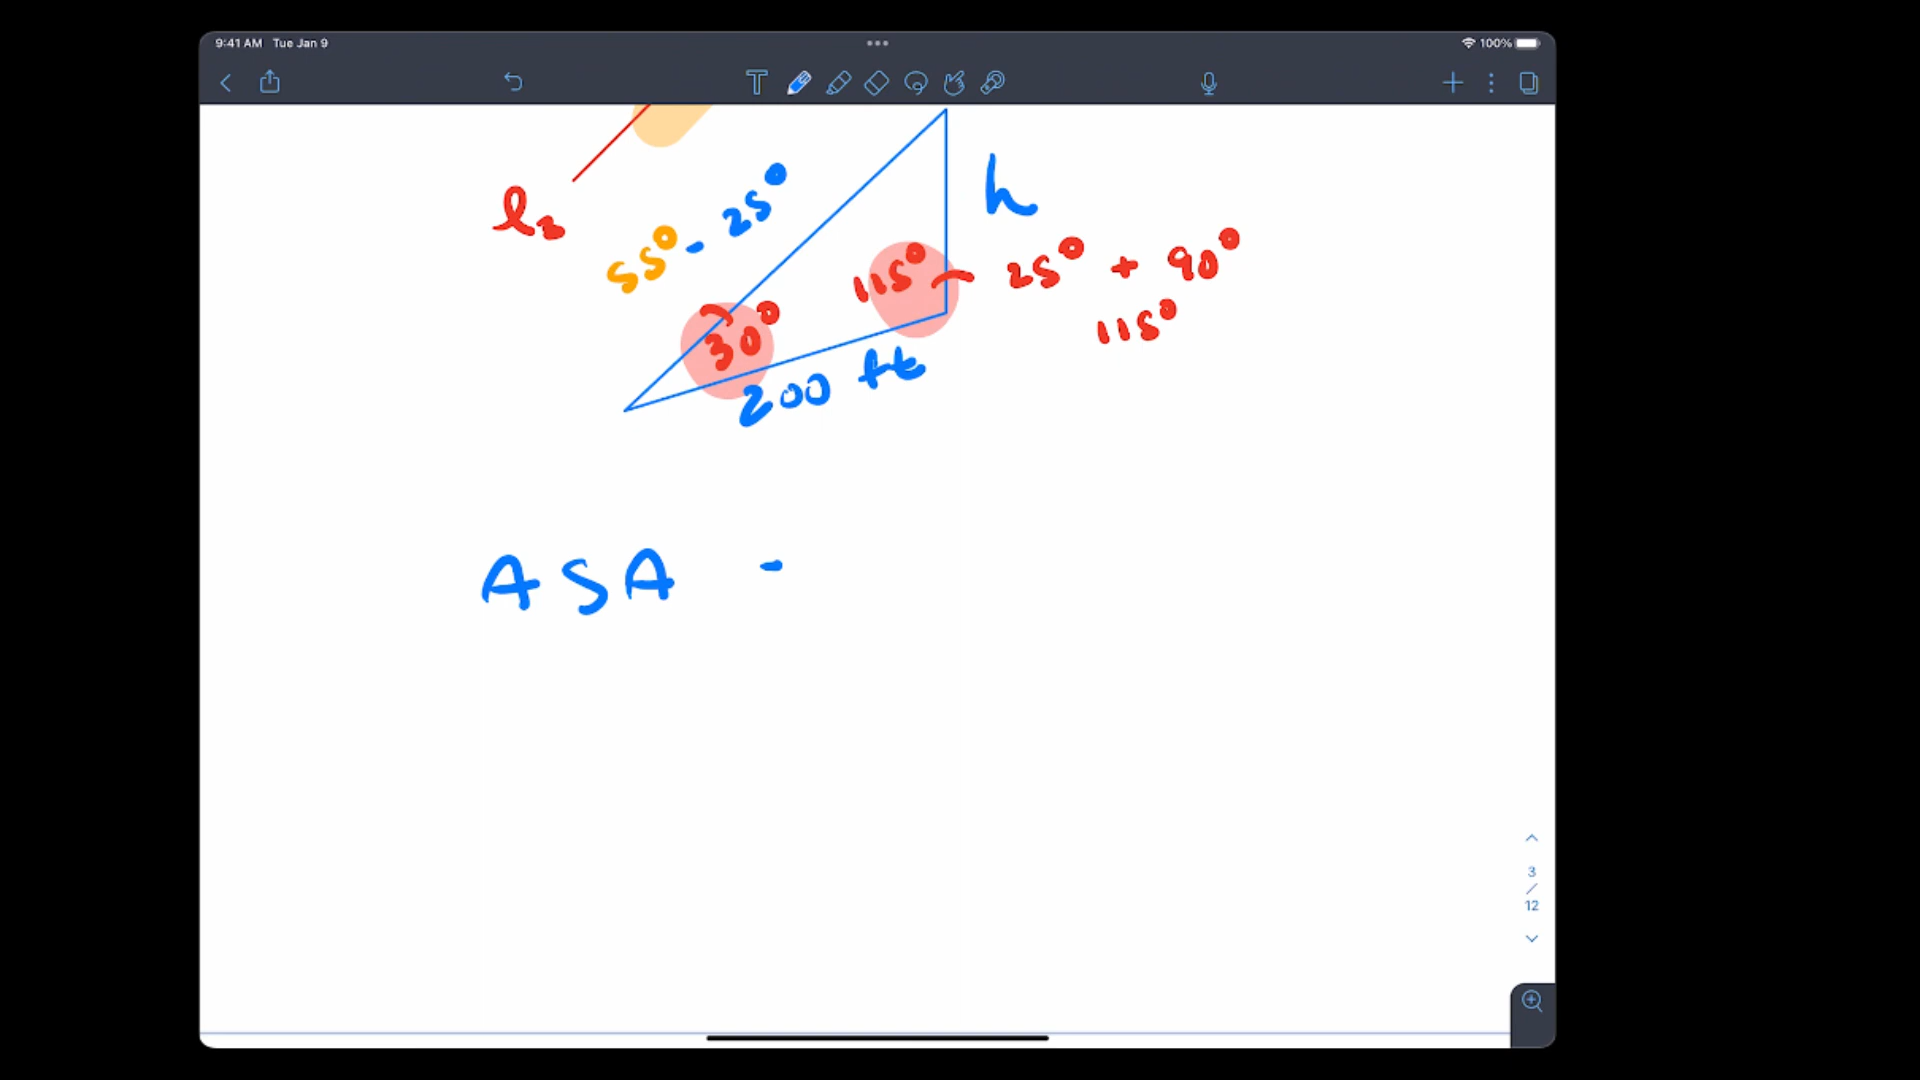 9:41 AM Tue Jan 9
100%
h
l₂
55° - 25°
115°
25° + 90°
115°
30°
200 ft
ASA -
3
/
12